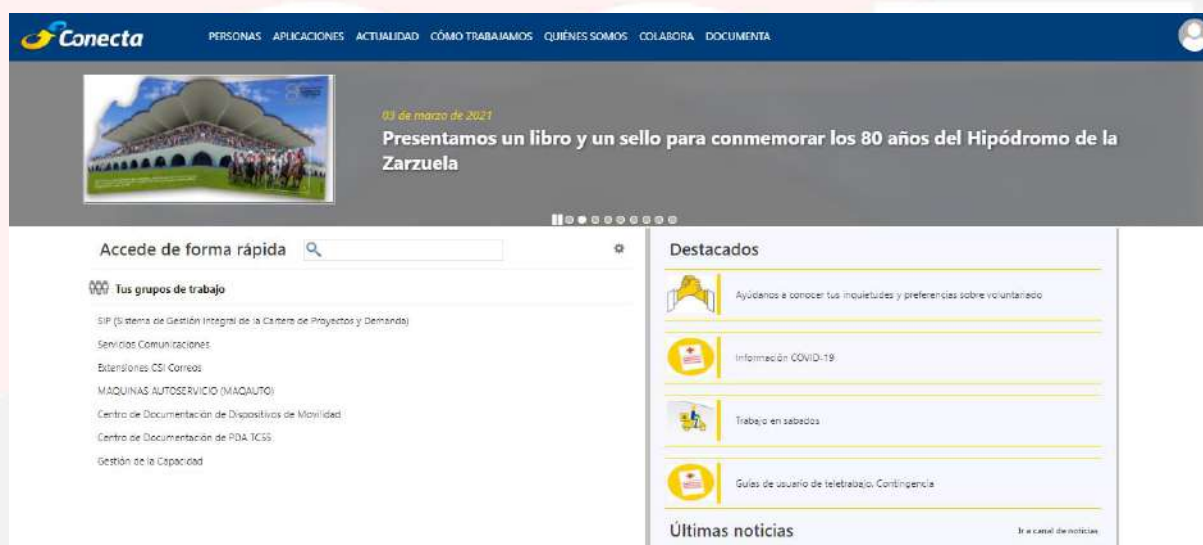 Conecta
PERSONAS APLICACIONES ACTUALIDAD CÓMO TRABAJAMOS QUIÉNES SOMOS COLABORA DOCUMENTA
03 de marzo de 2021
Presentamos un libro y un sello para conmemorar los 80 años del Hipódromo de la
Zarzuela
Accede de forma rápida
Tus grupos de trabajo
SIP (Sistema de Gestión Integral de la Cartera de Proyectos y Demanda)
Servicios Comunicaciones
Extensiones CSI Correos
MAQUINAS AUTOSERVICIO (MAQAUTO)
Centro de Documentación de Dispositivos de Movilidad
Centro de Documentación de PDA TC55
Gestión de la Capacidad
Destacados
Ayúdanos a conocer tus inquietudes y preferencias sobre voluntariado
Información COVID-19
Trabajo en sabados
Guías de usuario de teletrabajo. Contingencia
Últimas noticias
Ir a canal de noticias